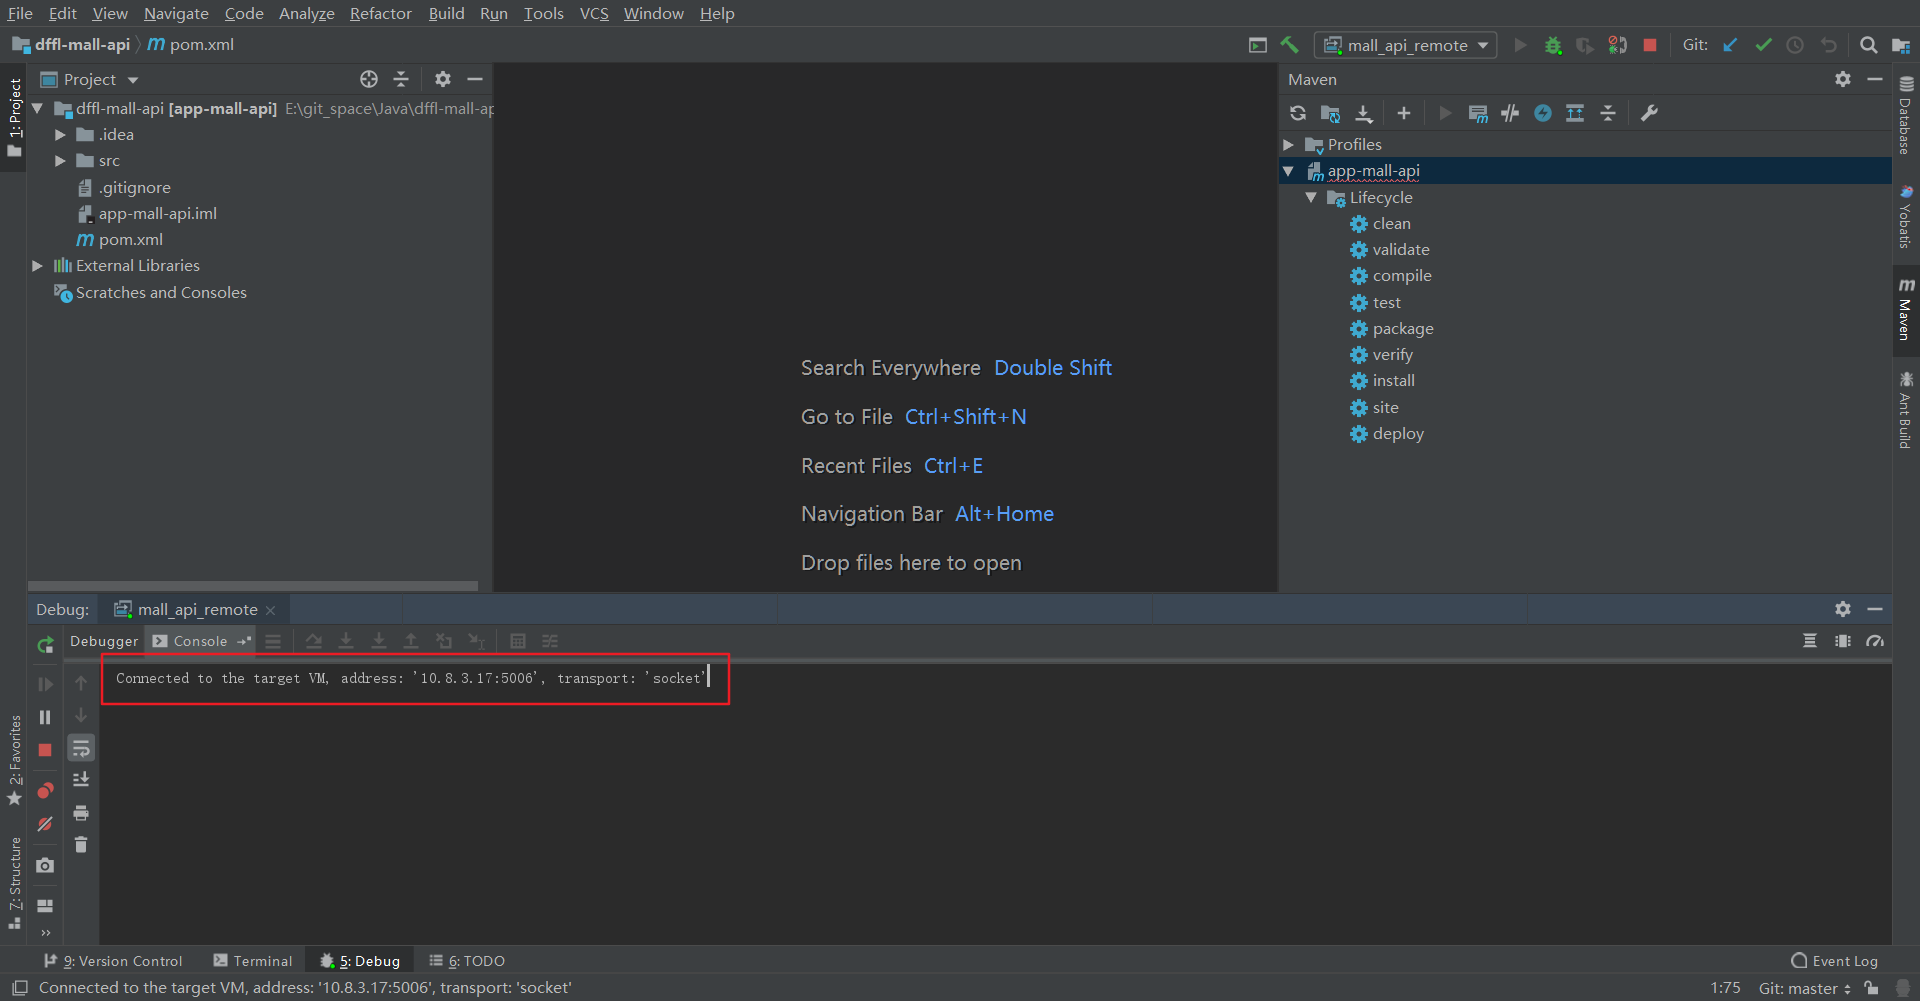 File Edit View Navigate Code Analyze Refactor Build Run Tools VCS Window Help
dffl-mall-api pom.xml
mall_api_remote
Git:
1: Project
Project
dffl-mall-api [app-mall-api] E:\git_space\Java\dffl-mall-ap
.idea
src
.gitignore
app-mall-api.iml
pom.xml
External Libraries
Scratches and Consoles
Search Everywhere Double Shift
Go to File Ctrl+Shift+N
Recent Files Ctrl+E
Navigation Bar Alt+Home
Drop files here to open
Maven
Profiles
app-mall-api
Lifecycle
clean
validate
compile
test
package
verify
install
site
deploy
Database
Yobatis
Maven
Ant Build
Debug: mall_api_remote
Debugger Console
Connected to the target VM, address: '10.8.3.17:5006', transport: 'socket'
2: Favorites
7: Structure
9: Version Control Terminal 5: Debug 6: TODO Event Log
Connected to the target VM, address: '10.8.3.17:5006', transport: 'socket' 1:75 Git: master